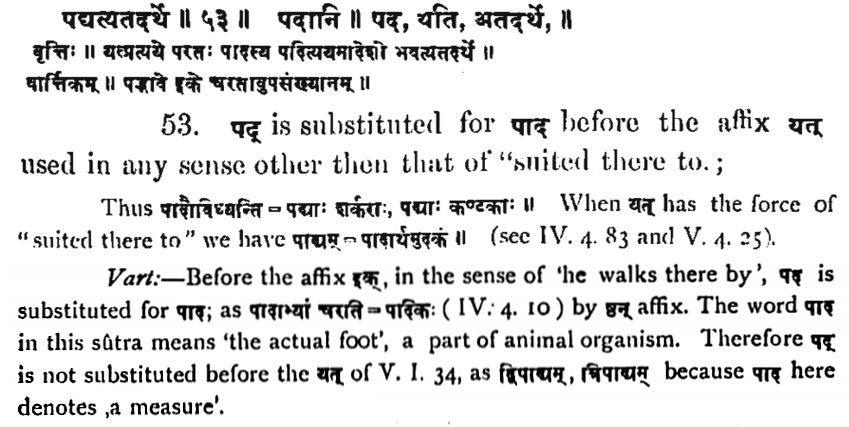 पद्यत्यतदर्थे ॥ ५३ ॥ पदानि ॥ पद्, यति, अतदर्थे, ॥
वृत्तिः ॥ यत्प्रत्यये परतः पादस्य पदित्ययमादेशो भवत्यतदर्थे ॥
वार्त्तिकम् ॥ पद्भावे इके चरतावुपसंख्यानम् ॥
53. पद् is substituted for पाद before the affix यत्
used in any sense other then that of "suited there to.;
Thus पादौविध्यन्ति - पद्याः शर्कराः, पद्याः कण्टकाः ॥ When यत् has the force of
"suited there to" we have पाद्यम् - पादार्थमुदकं ॥ (see IV. 4. 83 and V. 4. 25).
Vart:—Before the affix इक्, in the sense of 'he walks there by', पद् is
substituted for पाद; as पादाभ्यां चरति - पदिकः ( IV. 4. 10 ) by ष्ठन् affix. The word पाद
in this sûtra means 'the actual foot', a part of animal organism. Therefore पद्
is not substituted before the यत् of V. I. 34, as द्विपाद्यम्, त्रिपाद्यम् because पाद here
denotes ,a measure'.